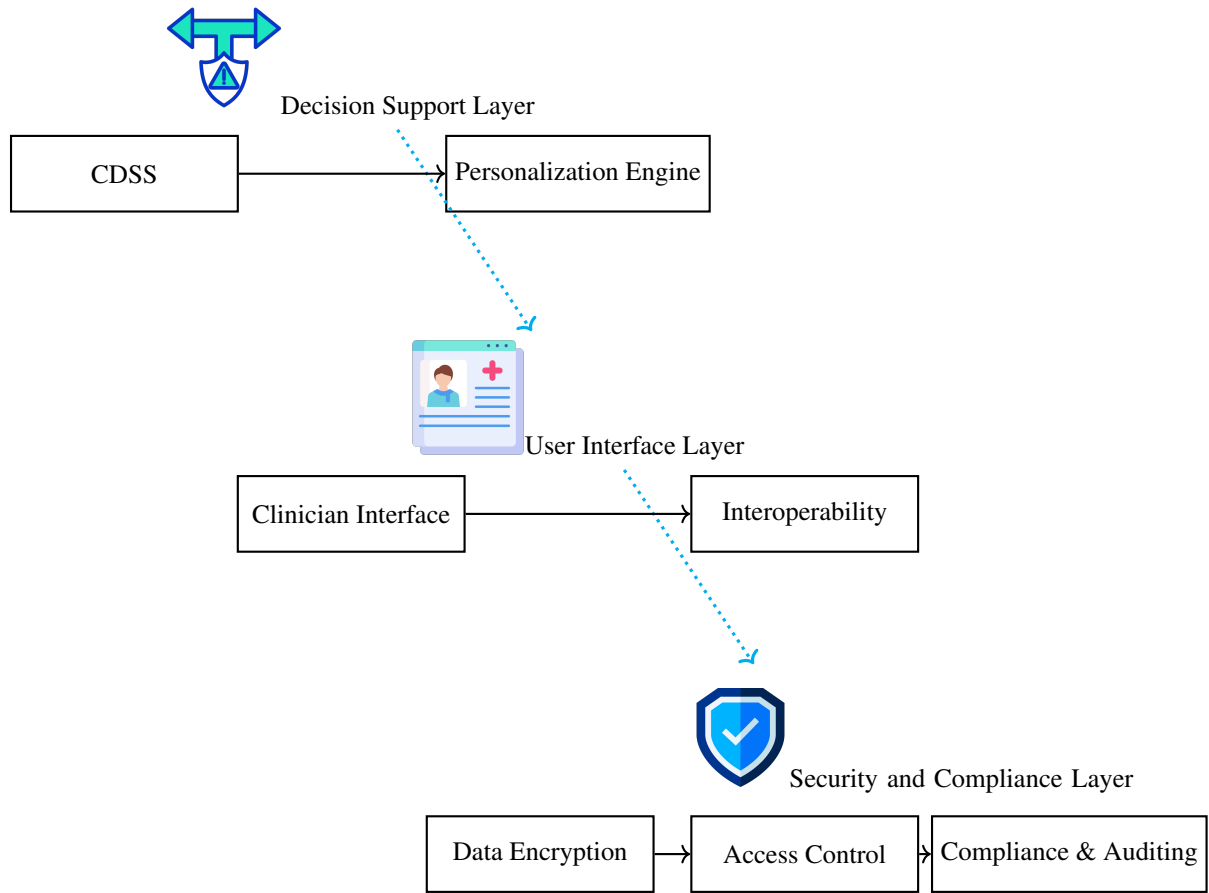 Decision Support Layer
CDSS
Personalization Engine
User Interface Layer
Clinician Interface
Interoperability
Security and Compliance Layer
Data Encryption
Access Control
Compliance & Auditing